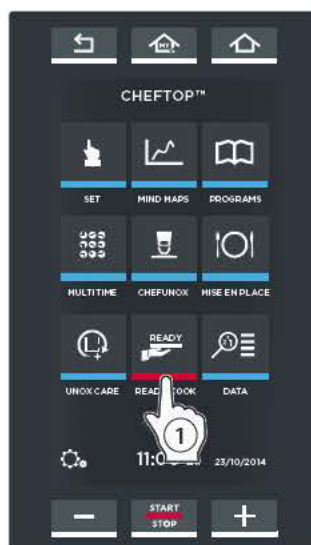 MY
CHEFTOP™
SET MIND MAPS PROGRAMS
MULTITIME CHEFUNOX MISE EN PLACE
READY
UNOX CARE DATA
1
23/10/2014
START
STOP